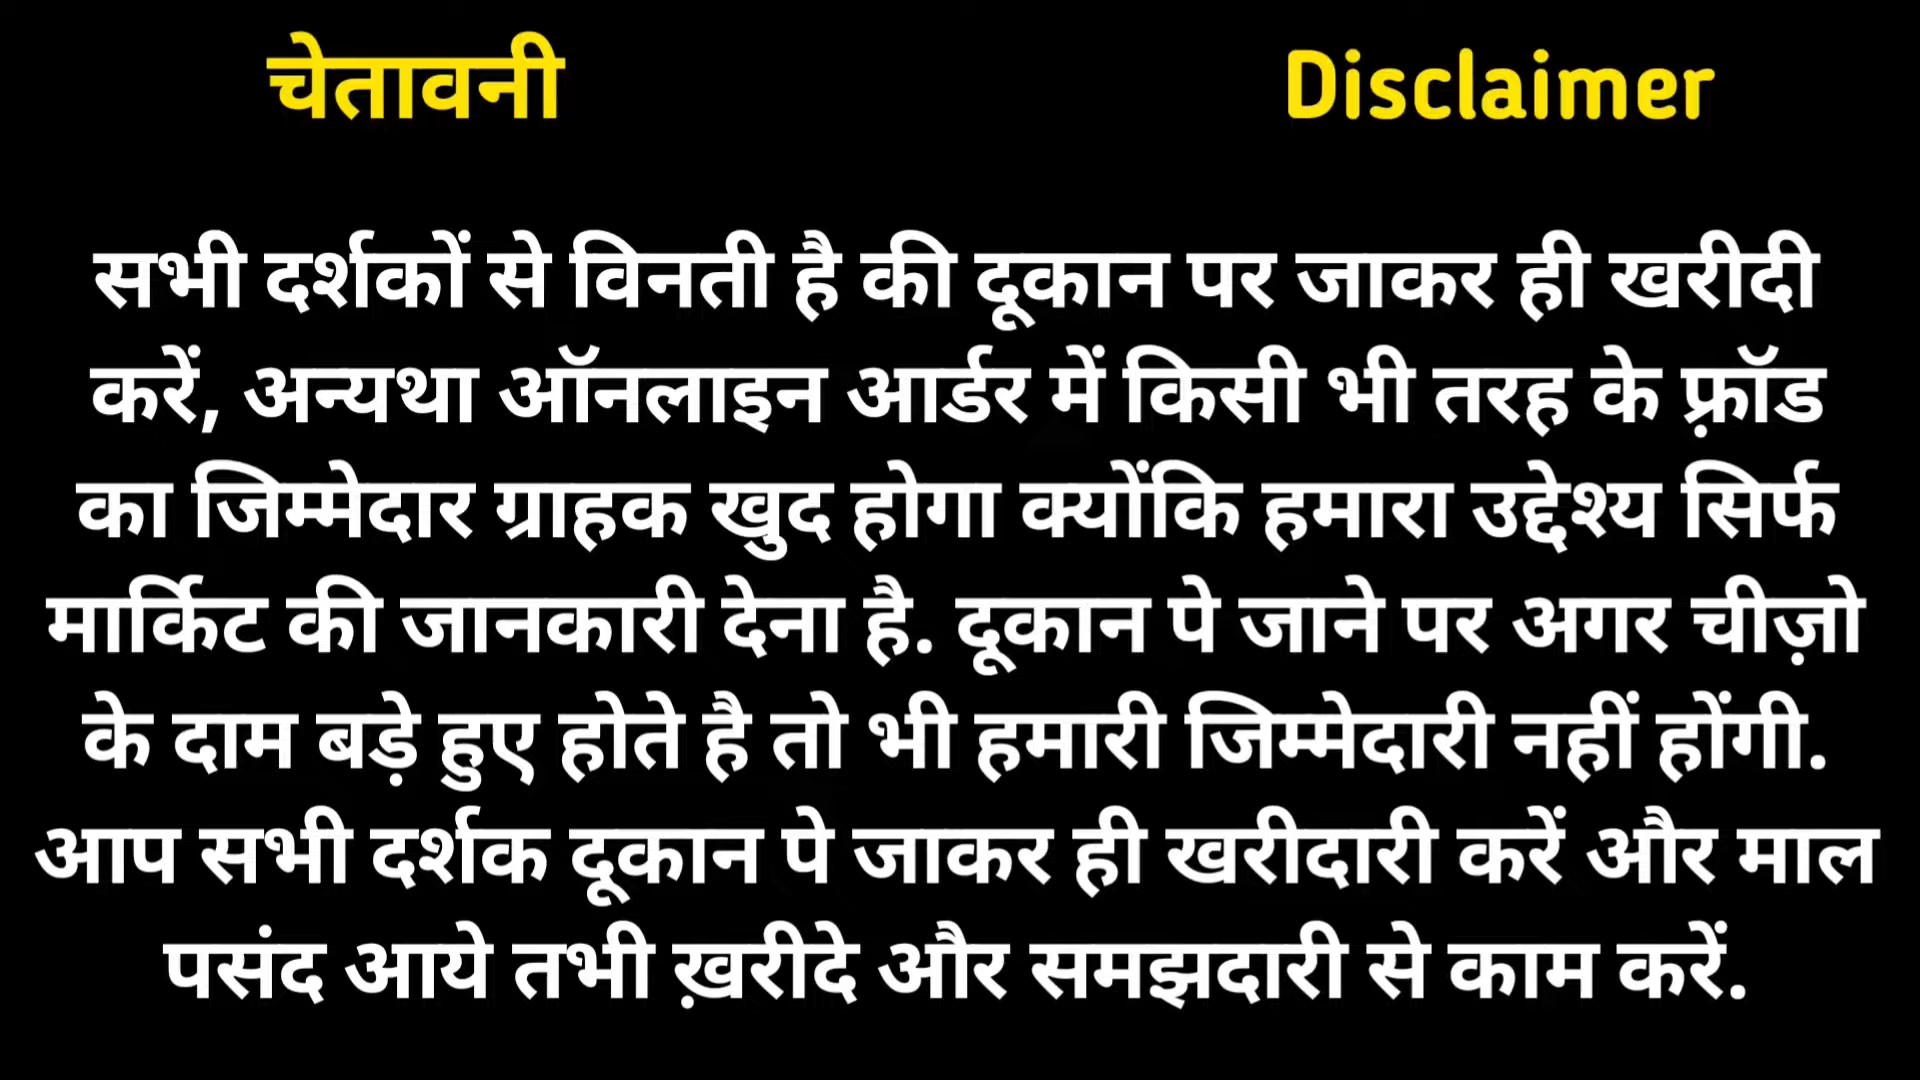 चेतावनी Disclaimer
सभी दर्शकों से विनती है की दूकान पर जाकर ही खरीदी
करें, अन्यथा ऑनलाइन आर्डर में किसी भी तरह के फ़्रॉड
का जिम्मेदार ग्राहक खुद होगा क्योंकि हमारा उद्देश्य सिर्फ
मार्किट की जानकारी देना है. दूकान पे जाने पर अगर चीज़ो
के दाम बड़े हुए होते है तो भी हमारी जिम्मेदारी नहीं होंगी.
आप सभी दर्शक दूकान पे जाकर ही खरीदारी करें और माल
पसंद आये तभी ख़रीदे और समझदारी से काम करें.